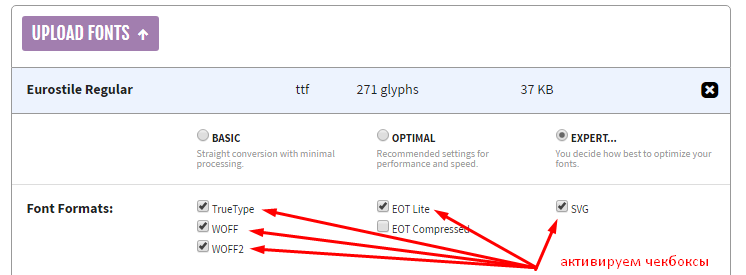 UPLOAD FONTS
Eurostile Regular ttf 271 glyphs 37 KB
BASIC OPTIMAL EXPERT...
Straight conversion with minimal processing. Recommended settings for performance and speed. You decide how best to optimize your fonts.
Font Formats: TrueType EOT Lite SVG
WOFF EOT Compressed
WOFF2
активируем чекбоксы